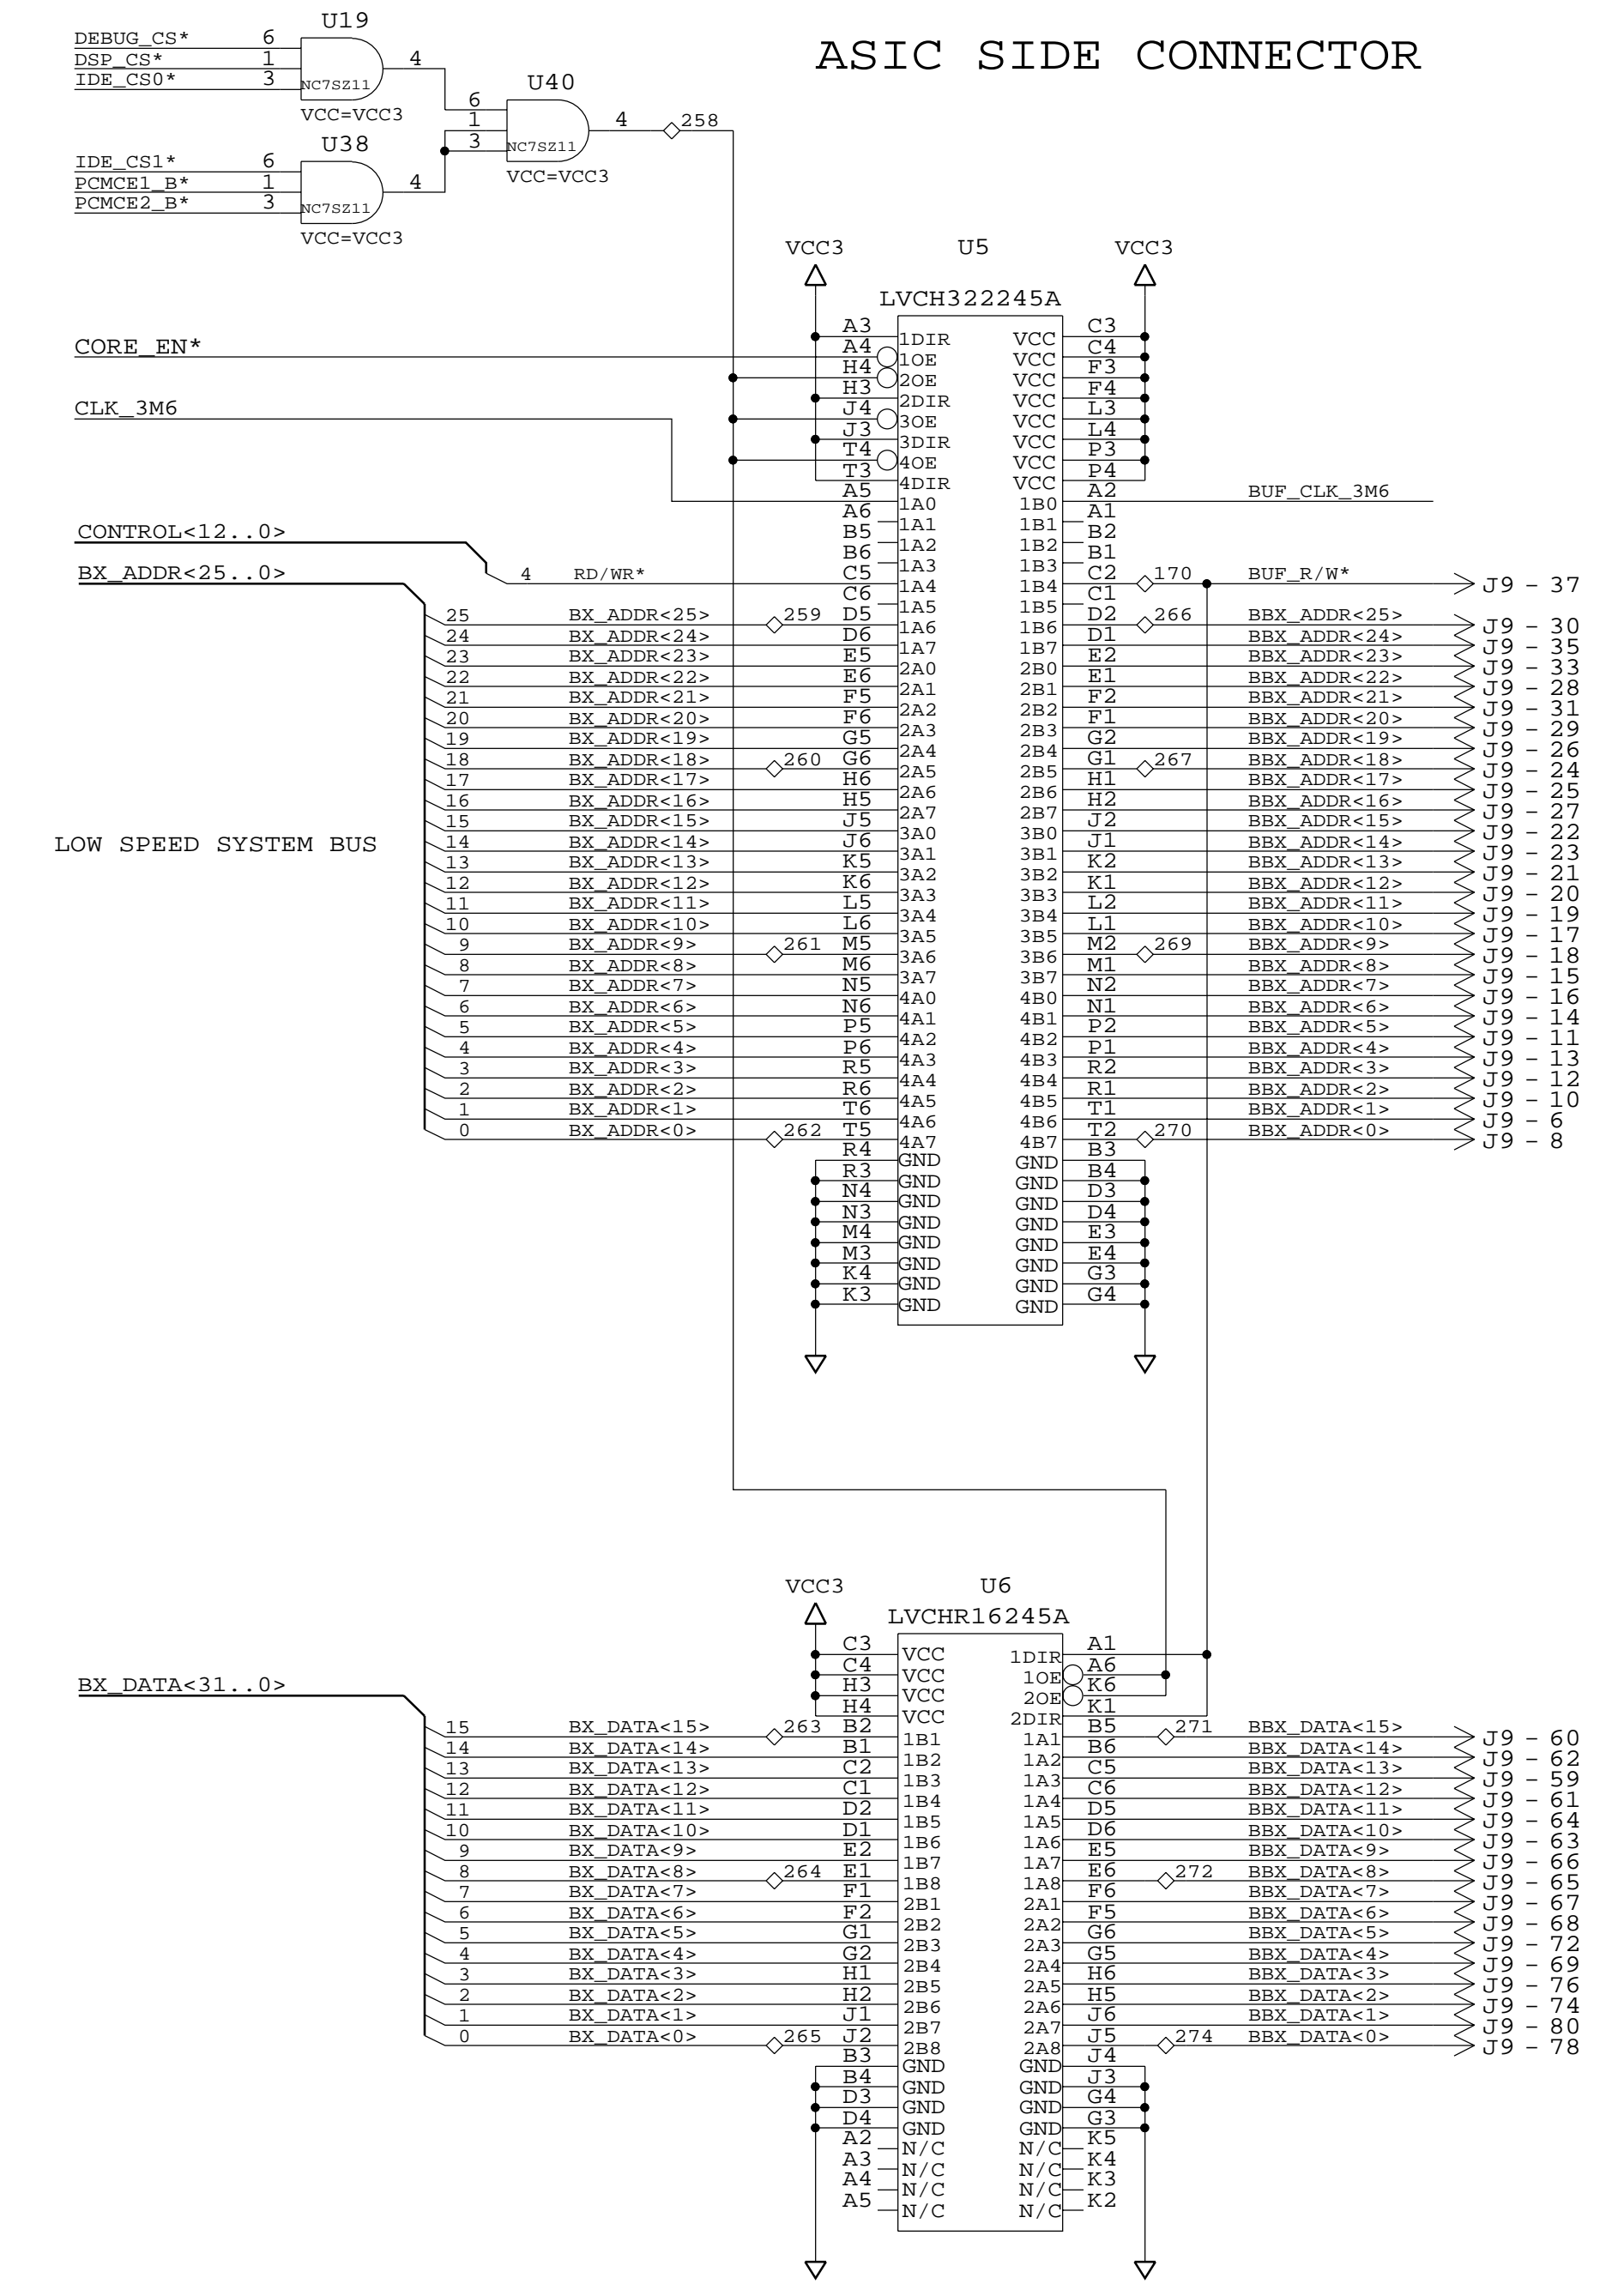 ASIC SIDE CONNECTOR
U19
DEBUG_CS* 6
DSP_CS* 1 4
IDE_CS0* 3 NC7SZ11
VCC=VCC3
U40
6
1 4 258
3 NC7SZ11
VCC=VCC3
U38
IDE_CS1* 6
PCMCE1_B* 1 4
PCMCE2_B* 3 NC7SZ11
VCC=VCC3
VCC3 U5 VCC3
LVCH322245A
A3 1DIR VCC C3
CORE_EN* A4 1OE VCC C4
H4 2OE VCC F3
H3 2DIR VCC F4
CLK_3M6 J4 3OE VCC L3
J3 3DIR VCC L4
T4 4OE VCC P3
T3 4DIR VCC P4
A5 1A0 1B0 A2 BUF_CLK_3M6
A6 1A1 1B1 A1
B5 1A2 1B2 B2
B6 1A3 1B3 B1
CONTROL<12..0>
4 RD/WR* C5 1A4 1B4 C2 170 BUF_R/W* J9 - 37
BX_ADDR<25..0>
C6 1A5 1B5 C1
25 BX_ADDR<25> 259 D5 1A6 1B6 D2 266 BBX_ADDR<25> J9 - 30
24 BX_ADDR<24> D6 1A7 1B7 D1 BBX_ADDR<24> J9 - 35
23 BX_ADDR<23> E5 2A0 2B0 E2 BBX_ADDR<23> J9 - 33
22 BX_ADDR<22> E6 2A1 2B1 E1 BBX_ADDR<22> J9 - 28
21 BX_ADDR<21> F5 2A2 2B2 F2 BBX_ADDR<21> J9 - 31
20 BX_ADDR<20> F6 2A3 2B3 F1 BBX_ADDR<20> J9 - 29
19 BX_ADDR<19> G5 2A4 2B4 G2 BBX_ADDR<19> J9 - 26
18 BX_ADDR<18> 260 G6 2A5 2B5 G1 267 BBX_ADDR<18> J9 - 24
17 BX_ADDR<17> H6 2A6 2B6 H1 BBX_ADDR<17> J9 - 25
16 BX_ADDR<16> H5 2A7 2B7 H2 BBX_ADDR<16> J9 - 27
15 BX_ADDR<15> J5 3A0 3B0 J2 BBX_ADDR<15> J9 - 22
LOW SPEED SYSTEM BUS
14 BX_ADDR<14> J6 3A1 3B1 J1 BBX_ADDR<14> J9 - 23
13 BX_ADDR<13> K5 3A2 3B2 K2 BBX_ADDR<13> J9 - 21
12 BX_ADDR<12> K6 3A3 3B3 K1 BBX_ADDR<12> J9 - 20
11 BX_ADDR<11> L5 3A4 3B4 L2 BBX_ADDR<11> J9 - 19
10 BX_ADDR<10> L6 3A5 3B5 L1 BBX_ADDR<10> J9 - 17
9 BX_ADDR<9> 261 M5 3A6 3B6 M2 269 BBX_ADDR<9> J9 - 18
8 BX_ADDR<8> M6 3A7 3B7 M1 BBX_ADDR<8> J9 - 15
7 BX_ADDR<7> N5 4A0 4B0 N2 BBX_ADDR<7> J9 - 16
6 BX_ADDR<6> N6 4A1 4B1 N1 BBX_ADDR<6> J9 - 14
5 BX_ADDR<5> P5 4A2 4B2 P2 BBX_ADDR<5> J9 - 11
4 BX_ADDR<4> P6 4A3 4B3 P1 BBX_ADDR<4> J9 - 13
3 BX_ADDR<3> R5 4A4 4B4 R2 BBX_ADDR<3> J9 - 12
2 BX_ADDR<2> R6 4A5 4B5 R1 BBX_ADDR<2> J9 - 10
1 BX_ADDR<1> T6 4A6 4B6 T1 BBX_ADDR<1> J9 - 6
0 BX_ADDR<0> 262 T5 4A7 4B7 T2 270 BBX_ADDR<0> J9 - 8
R4 GND GND B3
R3 GND GND B4
N4 GND GND D3
N3 GND GND D4
M4 GND GND E3
M3 GND GND E4
K4 GND GND G3
K3 GND GND G4
VCC3 U6
LVCHR16245A
C3 VCC 1DIR A1
C4 VCC 1OE A6
H3 VCC 2OE K6
H4 VCC 2DIR K1
BX_DATA<31..0>
15 BX_DATA<15> 263 B2 1B1 1A1 B5 271 BBX_DATA<15> J9 - 60
14 BX_DATA<14> B1 1B2 1A2 B6 BBX_DATA<14> J9 - 62
13 BX_DATA<13> C2 1B3 1A3 C5 BBX_DATA<13> J9 - 59
12 BX_DATA<12> C1 1B4 1A4 C6 BBX_DATA<12> J9 - 61
11 BX_DATA<11> D2 1B5 1A5 D5 BBX_DATA<11> J9 - 64
10 BX_DATA<10> D1 1B6 1A6 D6 BBX_DATA<10> J9 - 63
9 BX_DATA<9> E2 1B7 1A7 E5 BBX_DATA<9> J9 - 66
8 BX_DATA<8> 264 E1 1B8 1A8 E6 272 BBX_DATA<8> J9 - 65
7 BX_DATA<7> F1 2B1 2A1 F6 BBX_DATA<7> J9 - 67
6 BX_DATA<6> F2 2B2 2A2 F5 BBX_DATA<6> J9 - 68
5 BX_DATA<5> G1 2B3 2A3 G6 BBX_DATA<5> J9 - 72
4 BX_DATA<4> G2 2B4 2A4 G5 BBX_DATA<4> J9 - 69
3 BX_DATA<3> H1 2B5 2A5 H6 BBX_DATA<3> J9 - 76
2 BX_DATA<2> H2 2B6 2A6 H5 BBX_DATA<2> J9 - 74
1 BX_DATA<1> J1 2B7 2A7 J6 BBX_DATA<1> J9 - 80
0 BX_DATA<0> 265 J2 2B8 2A8 J5 274 BBX_DATA<0> J9 - 78
B3 GND GND J4
B4 GND GND J3
D3 GND GND G4
D4 GND GND G3
A2 N/C N/C K5
A3 N/C N/C K4
A4 N/C N/C K3
A5 N/C N/C K2